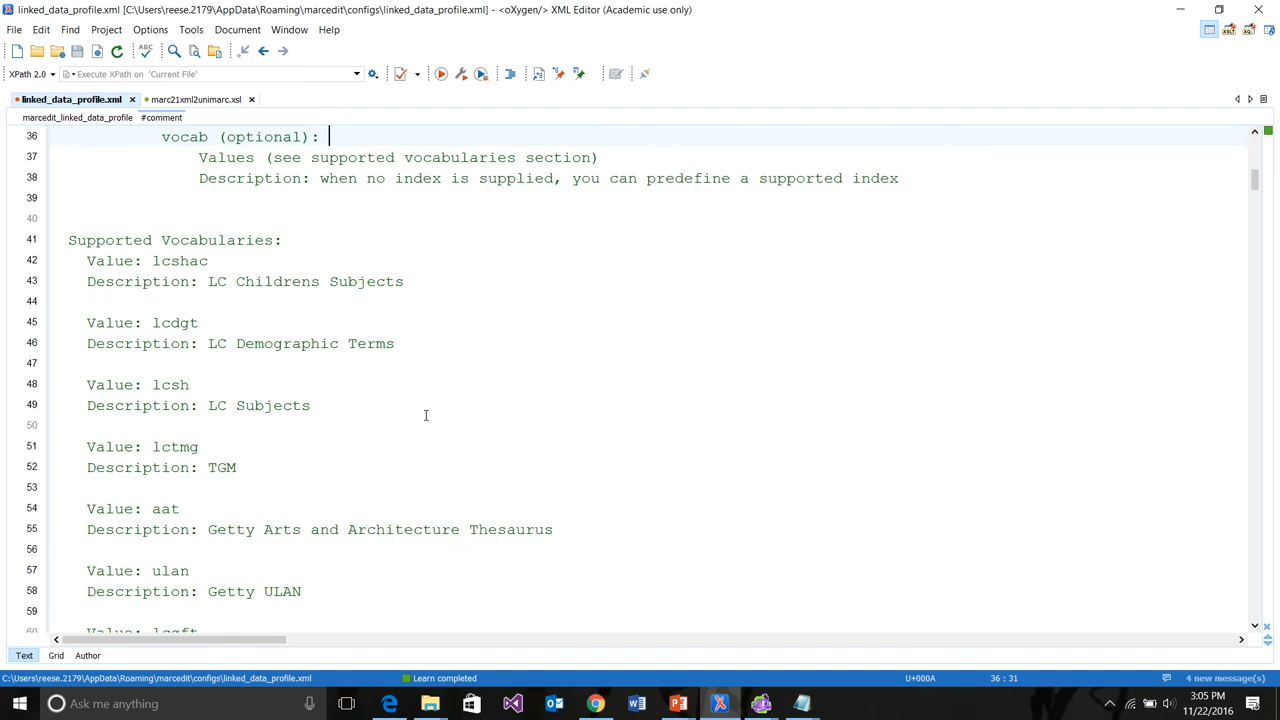 linked_data_profile.xml [C:\Users\reese.2179\AppData\Roaming\marcedit\configs\linked_data_profile.xml] - <oXygen/> XML Editor (Academic use only)
File Edit Find Project Options Tools Document Window Help
XPath 2.0 Execute XPath on 'Current File'
linked_data_profile.xml marc21xml2unimarc.xsl
marcedit_linked_data_profile #comment
36 vocab (optional):
37 Values (see supported vocabularies section)
38 Description: when no index is supplied, you can predefine a supported index
39
40
41 Supported Vocabularies:
42 Value: lcshac
43 Description: LC Childrens Subjects
44
45 Value: lcdgt
46 Description: LC Demographic Terms
47
48 Value: lcsh
49 Description: LC Subjects
50
51 Value: lctmg
52 Description: TGM
53
54 Value: aat
55 Description: Getty Arts and Architecture Thesaurus
56
57 Value: ulan
58 Description: Getty ULAN
59
60 Value: lcgft
Text Grid Author
C:\Users\reese.2179\AppData\Roaming\marcedit\configs\linked_data_profile.xml Learn completed U+000A 36 : 31 4 new message(s)
Ask me anything 3:05 PM
11/22/2016